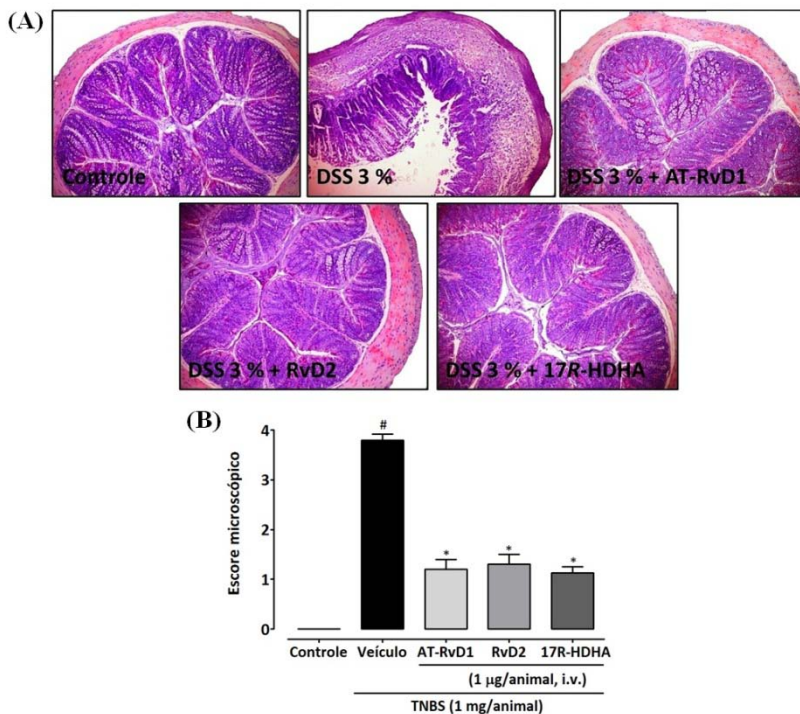 (A)
Controle
DSS 3 %
DSS 3 % + AT-RvD1
DSS 3 % + RvD2
DSS 3 % + 17R-HDHA
(B)
Escore microscópico
4
3
2
1
0
#
*
*
*
Controle
Veículo
AT-RvD1
RvD2
17R-HDHA
(1 µg/animal, i.v.)
TNBS (1 mg/animal)